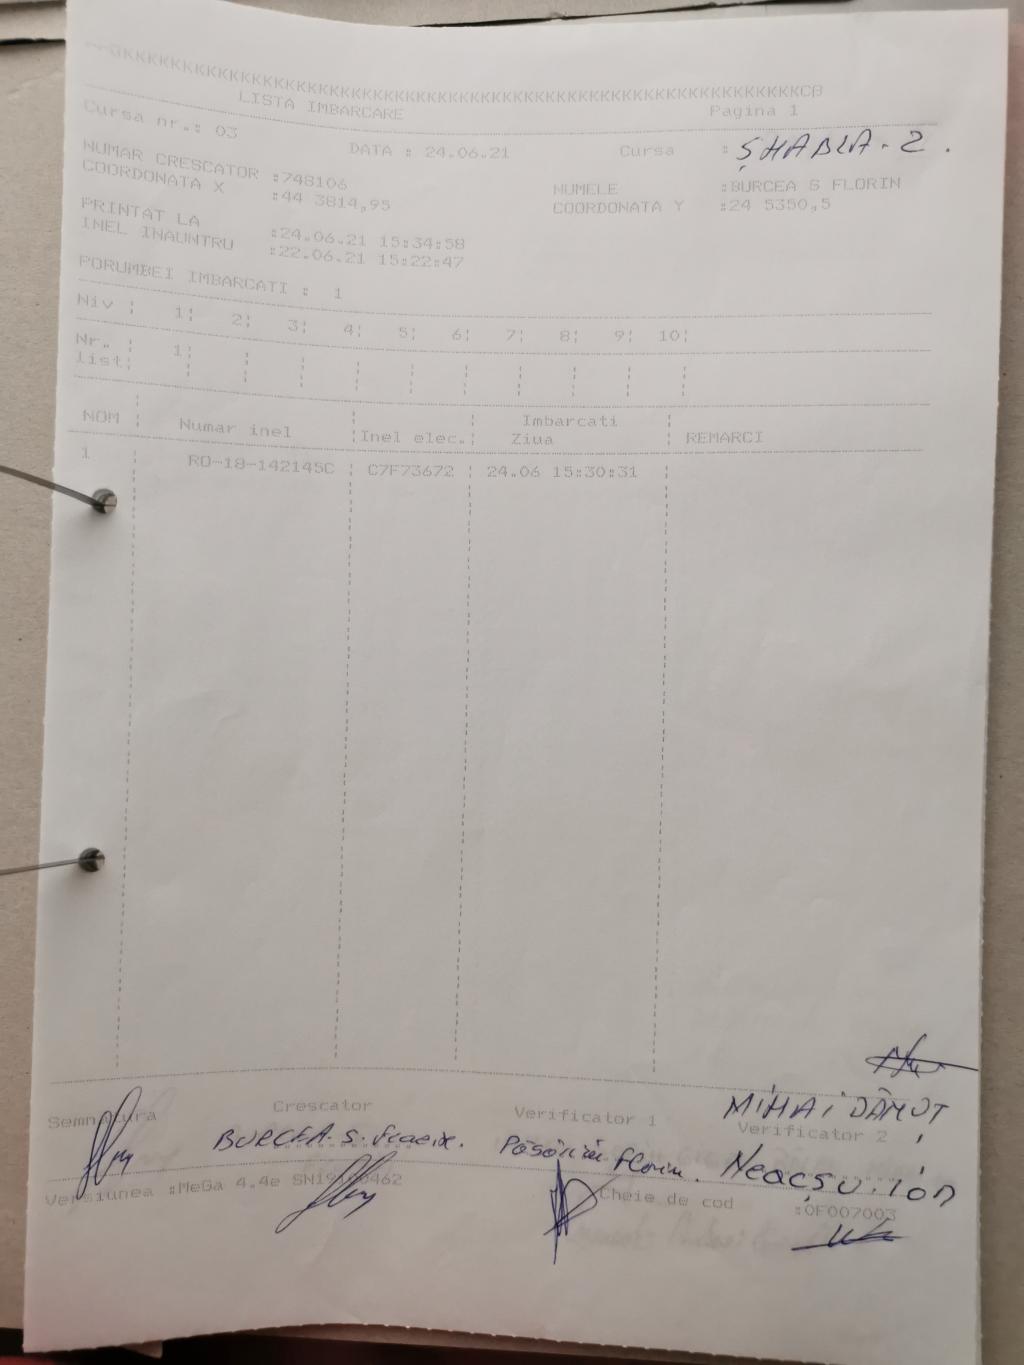 KKKKKKKKKKKKKKKKKKKKKKKKKKKKKKKKKKKKKKKKKKKKKKKKKKKKKKKKKKKKCB
LISTA IMBARCARE Pagina 1
Cursa nr.: 03 DATA : 24.06.21 Cursa : ȘHABLA-2.
NUMAR CRESCATOR :748106 NUMELE :BURCEA S FLORIN
COORDONATA X :44 3814,95 COORDONATA Y :24 5350,5
PRINTAT LA :24.06.21 15:34:58
INEL INAUNTRU :22.06.21 15:22:47
PORUMBEI IMBARCATI : 1
Niv ¦ 1¦ 2¦ 3¦ 4¦ 5¦ 6¦ 7¦ 8¦ 9¦ 10¦
Nr. ¦ 1¦
list¦
NOM Numar inel Inel elec. Imbarcati
Ziua REMARCI
1 RO-18-142145C C7F73672 24.06 15:30:31
Semnatura Crescator Verificator 1 Verificator 2
MIHAI DĂNUȚ
BURCEA. S. Florin. Păsărin Florin. Neacșu.ion
Versiunea :MeGa 4.4e Cheie de cod :0F007003